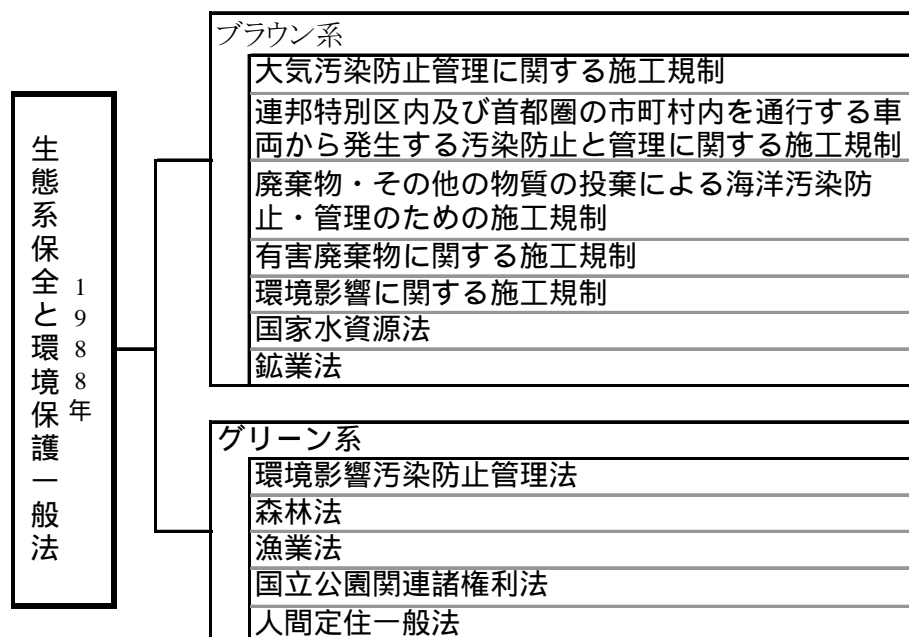 生態系保全と環境保護一般法
1988年
ブラウン系
大気汚染防止管理に関する施工規制
連邦特別区内及び首都圏の市町村内を通行する車
両から発生する汚染防止と管理に関する施工規制
廃棄物・その他の物質の投棄による海洋汚染防
止・管理のための施工規制
有害廃棄物に関する施工規制
環境影響に関する施工規制
国家水資源法
鉱業法
グリーン系
環境影響汚染防止管理法
森林法
漁業法
国立公園関連諸権利法
人間定住一般法